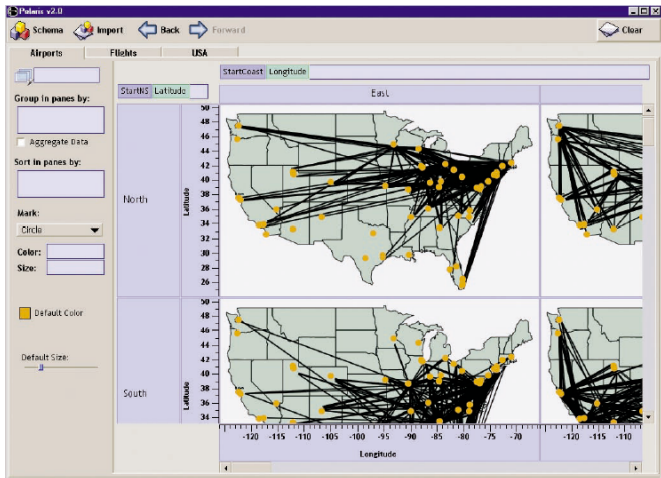 Polaris v2.0
Schema Import Back Forward Clear
Airports Flights USA
StartCoast Longitude
StartNS Latitude
East
Group in panes by:
Aggregate Data
Sort in panes by:
Mark:
Circle
Color:
Size:
Default Color
Default Size:
North
Latitude
50
48
46
44
42
40
38
36
34
32
30
28
26
South
Latitude
50
48
46
44
42
40
38
36
34
-120 -115 -110 -105 -100 -95 -90 -85 -80 -75 -70
-120 -115 -110 -106
Longitude